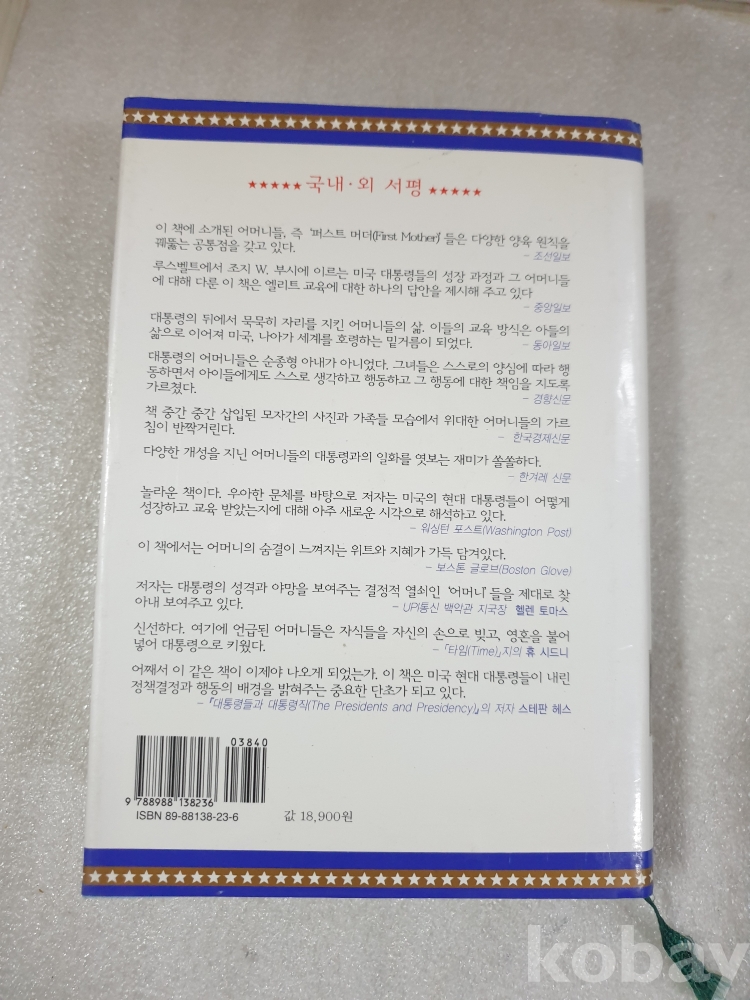 ★★★★★ 국내·외 서평 ★★★★★
이 책에 소개된 어머니들, 즉 '퍼스트 머더(First Mother)' 들은 다양한 양육 원칙을
꿰뚫는 공통점을 갖고 있다.
- 조선일보
루스벨트에서 조지 W. 부시에 이르는 미국 대통령들의 성장 과정과 그 어머니들
에 대해 다룬 이 책은 엘리트 교육에 대한 하나의 답안을 제시해 주고 있다
- 중앙일보
대통령의 뒤에서 묵묵히 자리를 지킨 어머니들의 삶. 이들의 교육 방식은 아들의
삶으로 이어져 미국, 나아가 세계를 호령하는 밑거름이 되었다. - 동아일보
대통령의 어머니들은 순종형 아내가 아니었다. 그녀들은 스스로의 양심에 따라 행
동하면서 아이들에게도 스스로 생각하고 행동하고 그 행동에 대한 책임을 지도록
가르쳤다.
- 경향신문
책 중간 중간 삽입된 모자간의 사진과 가족들 모습에서 위대한 어머니들의 가르
침이 반짝거린다.
- 한국경제신문
다양한 개성을 지닌 어머니들의 대통령과의 일화를 엿보는 재미가 쏠쏠하다.
- 한겨레 신문
놀라운 책이다. 우아한 문체를 바탕으로 저자는 미국의 현대 대통령들이 어떻게
성장하고 교육 받았는지에 대해 아주 새로운 시각으로 해석하고 있다.
- 워싱턴 포스트(Washington Post)
이 책에서는 어머니의 숨결이 느껴지는 위트와 지혜가 가득 담겨있다.
- 보스톤 글로브(Boston Glove)
저자는 대통령의 성격과 야망을 보여주는 결정적 열쇠인 '어머니' 들을 제대로 찾
아내 보여주고 있다. - UPI통신 백악관 지국장 헬렌 토마스
신선하다. 여기에 언급된 어머니들은 자식들을 자신의 손으로 빚고, 영혼을 불어
넣어 대통령으로 키웠다. - 「타임(Time)」지의 휴 시드니
어째서 이 같은 책이 이제야 나오게 되었는가. 이 책은 미국 현대 대통령들이 내린
정책결정과 행동의 배경을 밝혀주는 중요한 단초가 되고 있다.
- 『대통령들과 대통령직(The Presidents and Presidency)』의 저자 스테판 헤스
03840
9 788988 138236
ISBN 89-88138-23-6 값 18,900원
kobay